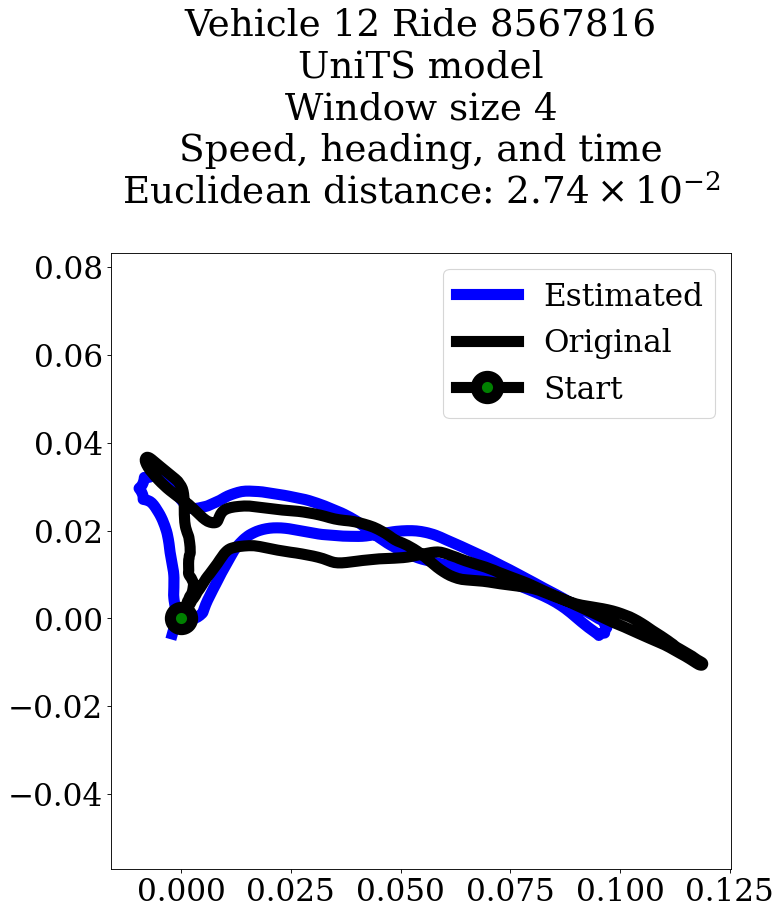 Vehicle 12 Ride 8567816
UniTS model
Window size 4
Speed, heading, and time
Euclidean distance: 2.74 × 10⁻²
0.08
Estimated
Original
Start
0.06
0.04
0.02
0.00
−0.02
−0.04
0.000 0.025 0.050 0.075 0.100 0.125